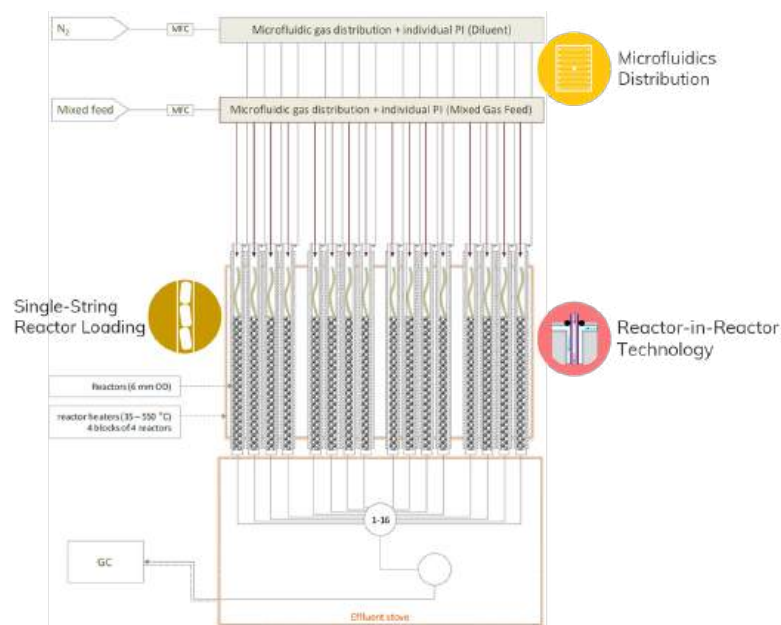 N₂
MFC
Microfluidic gas distribution + individual PI (Diluent)
Microfluidics
Distribution
Mixed feed
MFC
Microfluidic gas distribution + individual PI (Mixed Gas Feed)
Single-String
Reactor Loading
Reactor-in-Reactor
Technology
Reactors (6 mm OD)
reactor heaters (35 – 550 °C)
4 blocks of 4 reactors
1-16
GC
Effluent stove